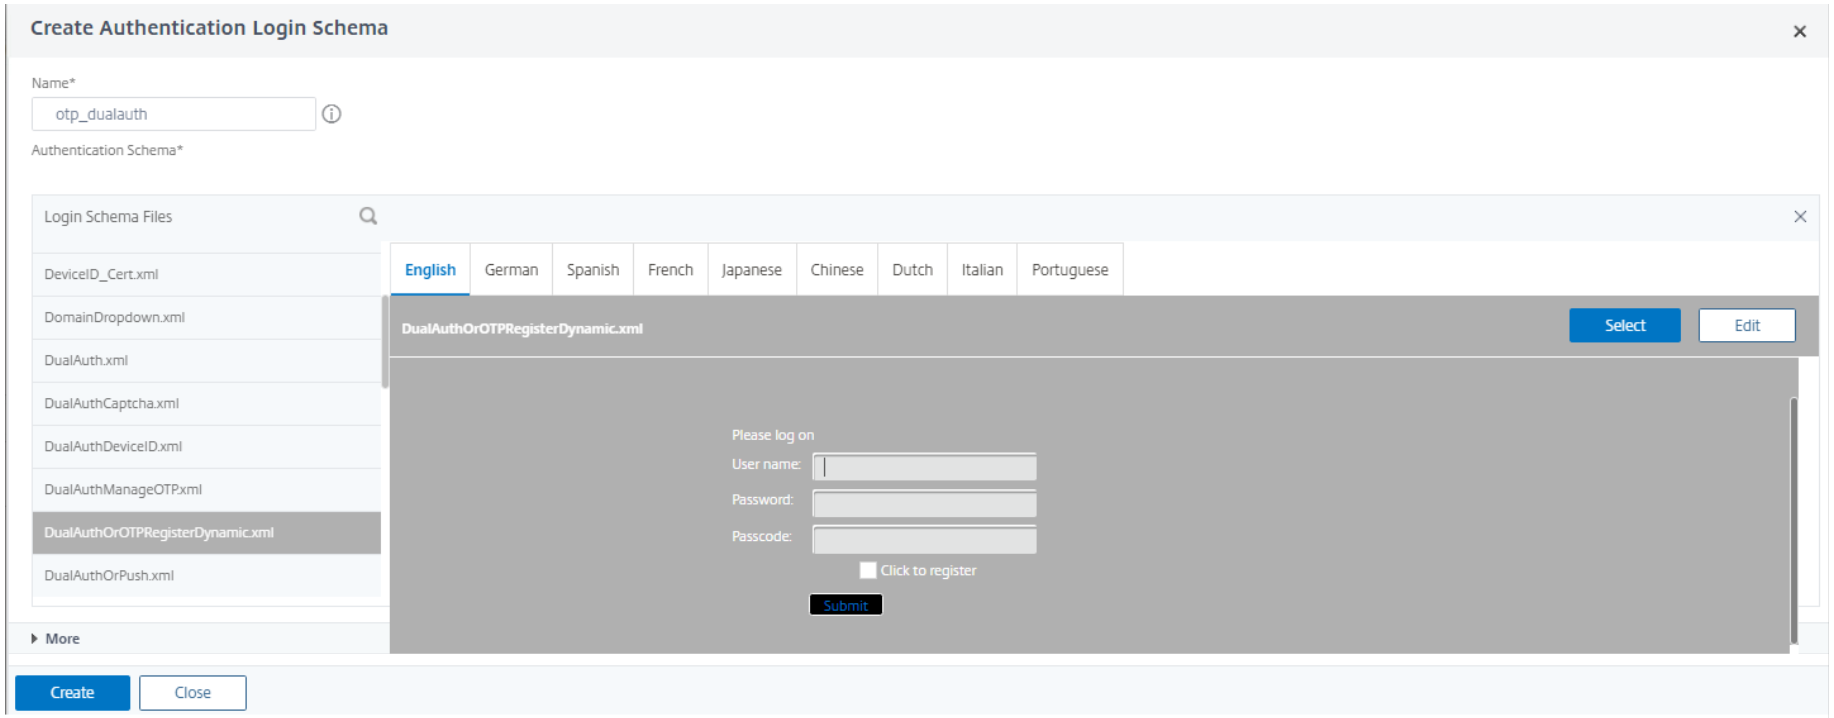 Create Authentication Login Schema
Name*
otp_dualauth
Authentication Schema*
Login Schema Files
DeviceID_Cert.xml
DomainDropdown.xml
DualAuth.xml
DualAuthCaptcha.xml
DualAuthDeviceID.xml
DualAuthManageOTP.xml
DualAuthOrOTPRegisterDynamic.xml
DualAuthOrPush.xml
English German Spanish French Japanese Chinese Dutch Italian Portuguese
DualAuthOrOTPRegisterDynamic.xml Select Edit
Please log on
User name:
Password:
Passcode:
Click to register
Submit
More
Create Close